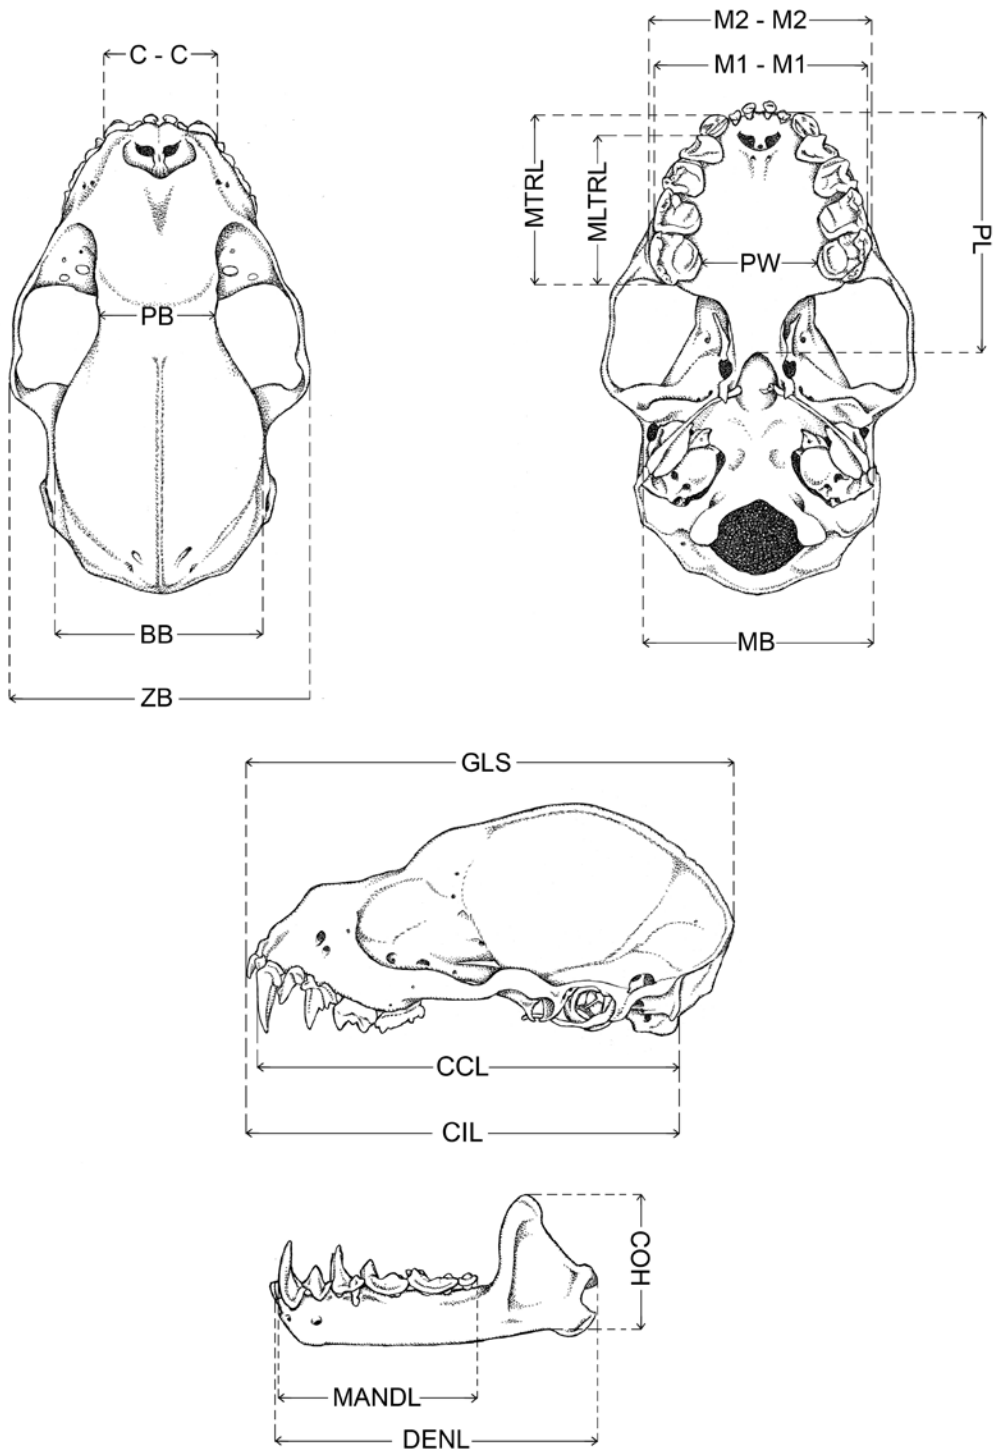 C - C
PB
BB
ZB
M2 - M2
M1 - M1
MTRL
MLTRL
PW
PL
MB
GLS
CCL
CIL
COH
MANDL
DENL